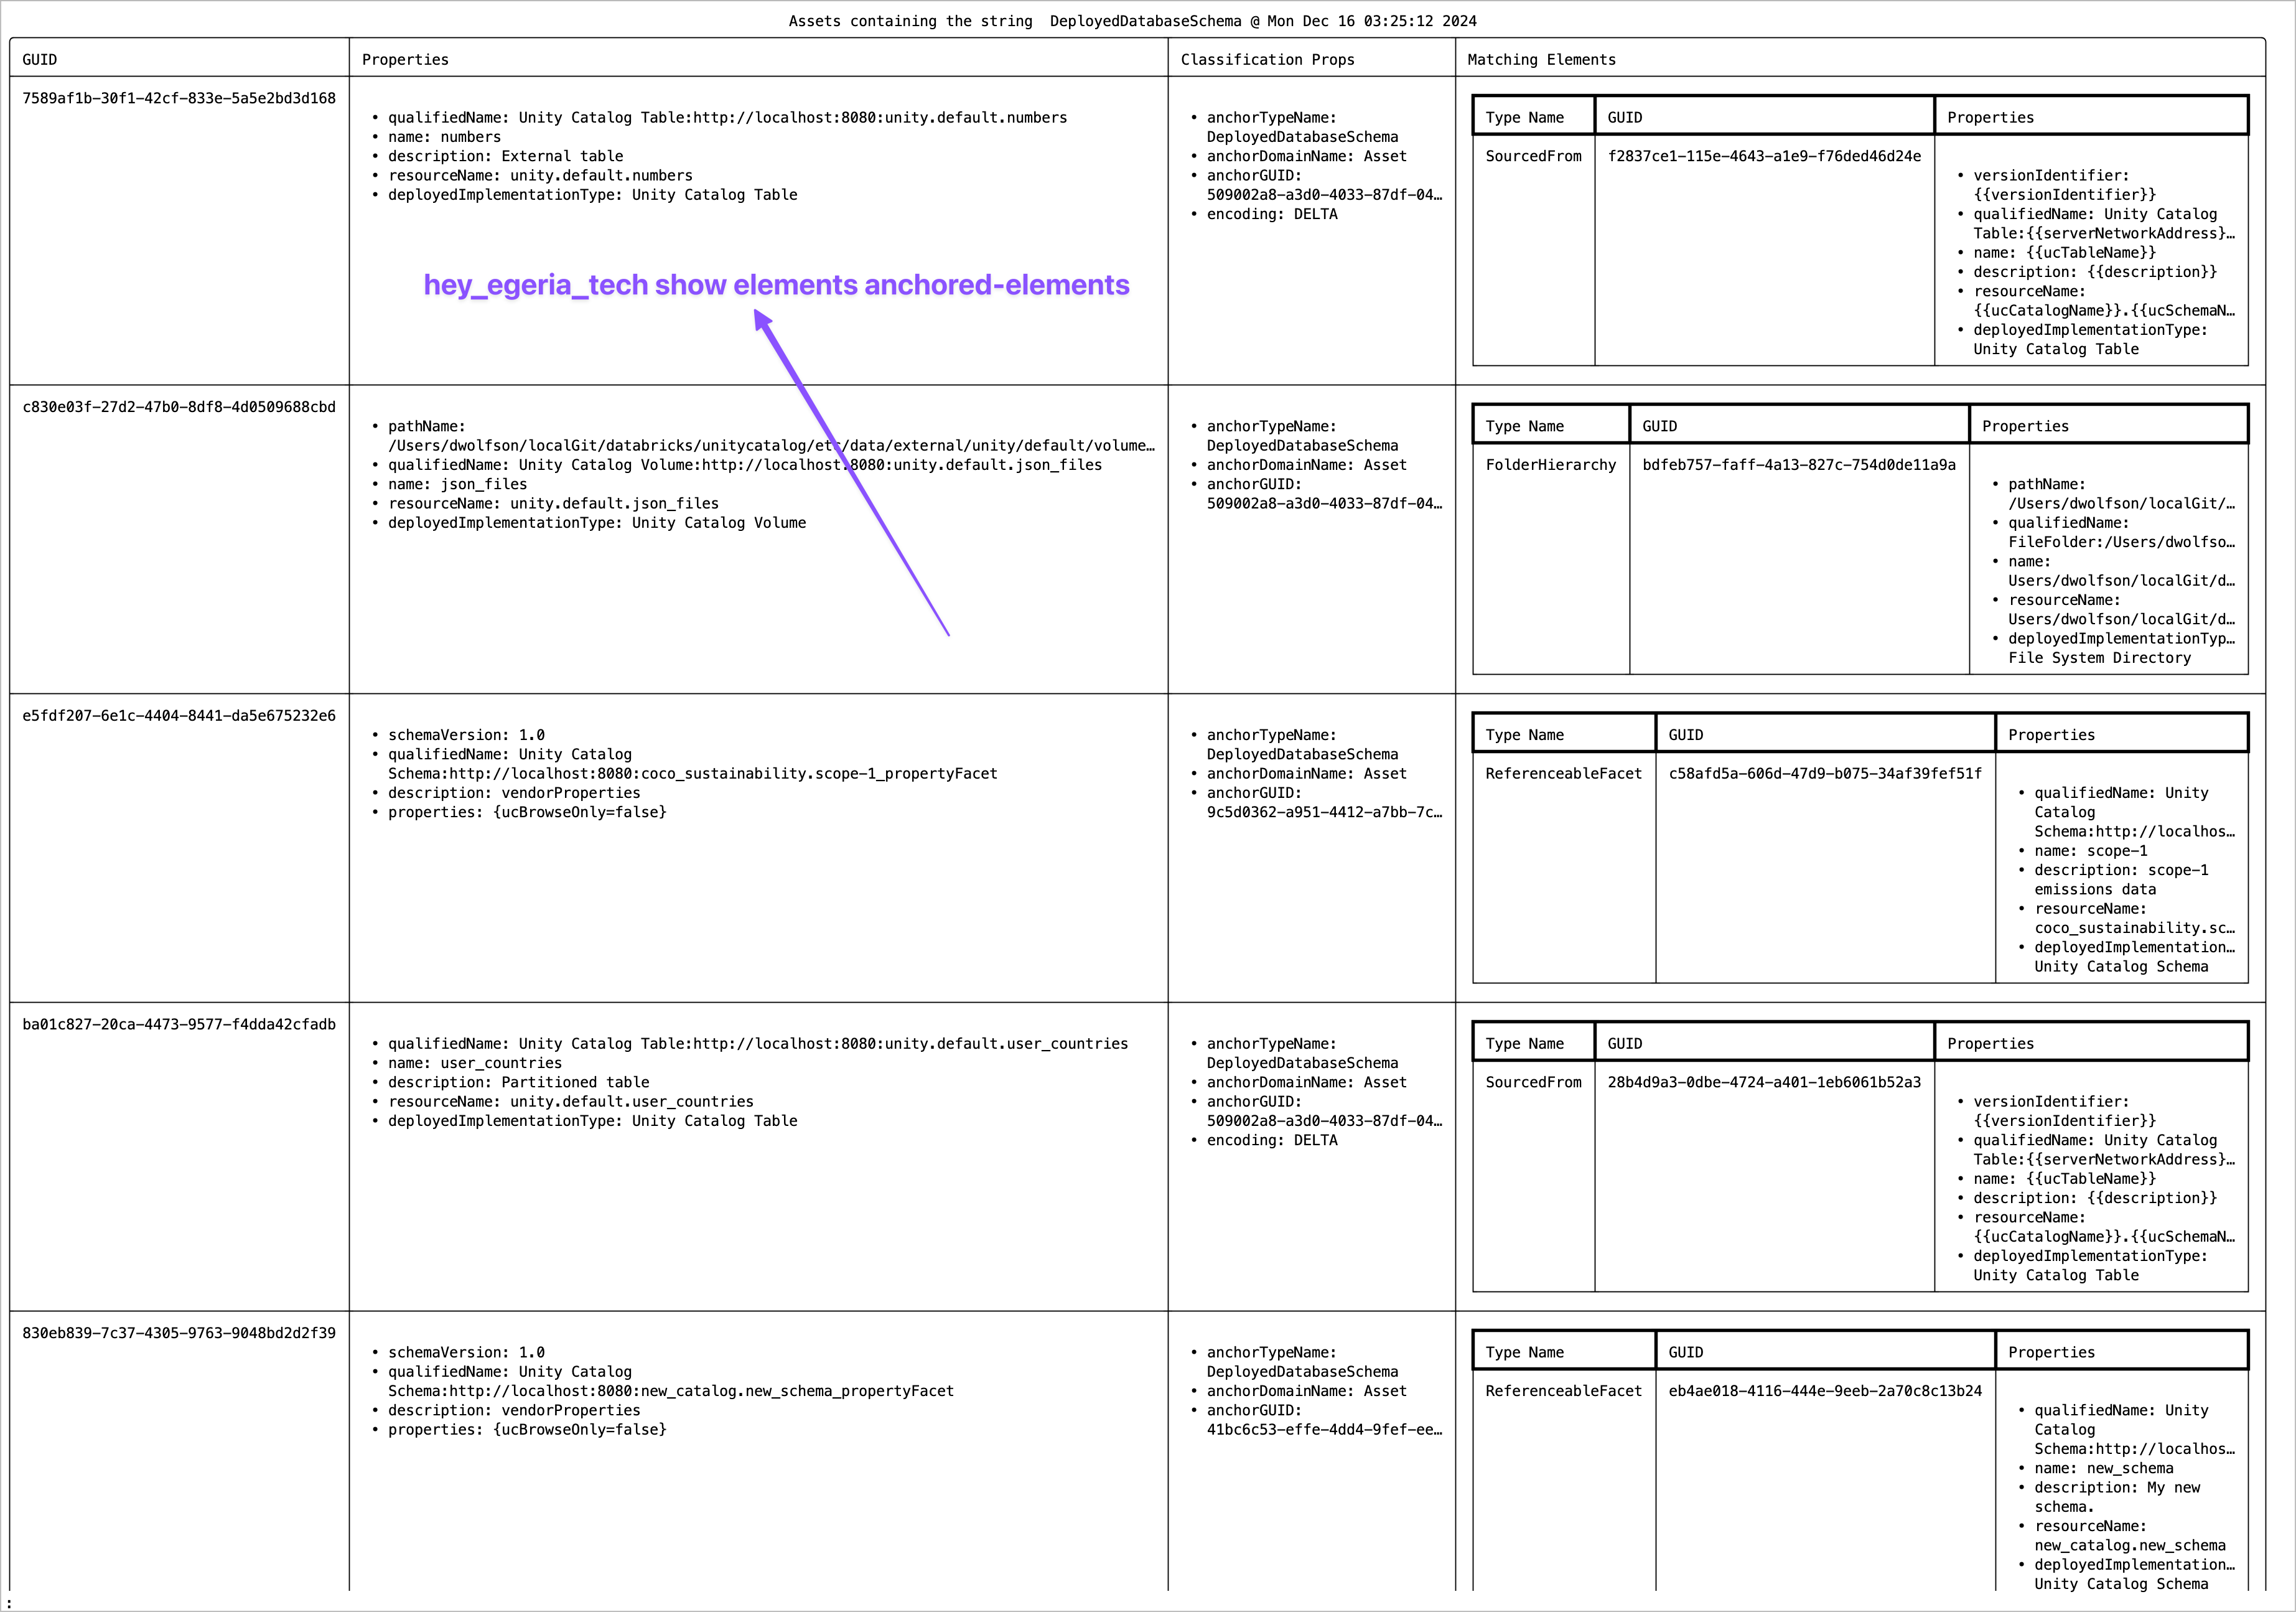 Assets containing the string  DeployedDatabaseSchema @ Mon Dec 16 03:25:12 2024
GUID
Properties
Classification Props
Matching Elements
7589af1b-30f1-42cf-833e-5a5e2bd3d168
• qualifiedName: Unity Catalog Table:http://localhost:8080:unity.default.numbers
• name: numbers
• description: External table
• resourceName: unity.default.numbers
• deployedImplementationType: Unity Catalog Table
hey_egeria_tech show elements anchored-elements
• anchorTypeName:
DeployedDatabaseSchema
• anchorDomainName: Asset
• anchorGUID:
509002a8-a3d0-4033-87df-04…
• encoding: DELTA
Type Name
GUID
Properties
SourcedFrom
f2837ce1-115e-4643-a1e9-f76ded46d24e
• versionIdentifier:
{{versionIdentifier}}
• qualifiedName: Unity Catalog
Table:{{serverNetworkAddress}…
• name: {{ucTableName}}
• description: {{description}}
• resourceName:
{{ucCatalogName}}.{{ucSchemaN…
• deployedImplementationType:
Unity Catalog Table
c830e03f-27d2-47b0-8df8-4d0509688cbd
• pathName:
/Users/dwolfson/localGit/databricks/unitycatalog/etc/data/external/unity/default/volume…
• qualifiedName: Unity Catalog Volume:http://localhost:8080:unity.default.json_files
• name: json_files
• resourceName: unity.default.json_files
• deployedImplementationType: Unity Catalog Volume
• anchorTypeName:
DeployedDatabaseSchema
• anchorDomainName: Asset
• anchorGUID:
509002a8-a3d0-4033-87df-04…
Type Name
GUID
Properties
FolderHierarchy
bdfeb757-faff-4a13-827c-754d0de11a9a
• pathName:
/Users/dwolfson/localGit/…
• qualifiedName:
FileFolder:/Users/dwolfso…
• name:
Users/dwolfson/localGit/d…
• resourceName:
Users/dwolfson/localGit/d…
• deployedImplementationTyp…
File System Directory
e5fdf207-6e1c-4404-8441-da5e675232e6
• schemaVersion: 1.0
• qualifiedName: Unity Catalog
Schema:http://localhost:8080:coco_sustainability.scope-1_propertyFacet
• description: vendorProperties
• properties: {ucBrowseOnly=false}
• anchorTypeName:
DeployedDatabaseSchema
• anchorDomainName: Asset
• anchorGUID:
9c5d0362-a951-4412-a7bb-7c…
Type Name
GUID
Properties
ReferenceableFacet
c58afd5a-606d-47d9-b075-34af39fef51f
• qualifiedName: Unity
Catalog
Schema:http://localhos…
• name: scope-1
• description: scope-1
emissions data
• resourceName:
coco_sustainability.sc…
• deployedImplementation…
Unity Catalog Schema
ba01c827-20ca-4473-9577-f4dda42cfadb
• qualifiedName: Unity Catalog Table:http://localhost:8080:unity.default.user_countries
• name: user_countries
• description: Partitioned table
• resourceName: unity.default.user_countries
• deployedImplementationType: Unity Catalog Table
• anchorTypeName:
DeployedDatabaseSchema
• anchorDomainName: Asset
• anchorGUID:
509002a8-a3d0-4033-87df-04…
• encoding: DELTA
Type Name
GUID
Properties
SourcedFrom
28b4d9a3-0dbe-4724-a401-1eb6061b52a3
• versionIdentifier:
{{versionIdentifier}}
• qualifiedName: Unity Catalog
Table:{{serverNetworkAddress}…
• name: {{ucTableName}}
• description: {{description}}
• resourceName:
{{ucCatalogName}}.{{ucSchemaN…
• deployedImplementationType:
Unity Catalog Table
830eb839-7c37-4305-9763-9048bd2d2f39
• schemaVersion: 1.0
• qualifiedName: Unity Catalog
Schema:http://localhost:8080:new_catalog.new_schema_propertyFacet
• description: vendorProperties
• properties: {ucBrowseOnly=false}
• anchorTypeName:
DeployedDatabaseSchema
• anchorDomainName: Asset
• anchorGUID:
41bc6c53-effe-4dd4-9fef-ee…
Type Name
GUID
Properties
ReferenceableFacet
eb4ae018-4116-444e-9eeb-2a70c8c13b24
• qualifiedName: Unity
Catalog
Schema:http://localhos…
• name: new_schema
• description: My new
schema.
• resourceName:
new_catalog.new_schema
• deployedImplementation…
Unity Catalog Schema
: